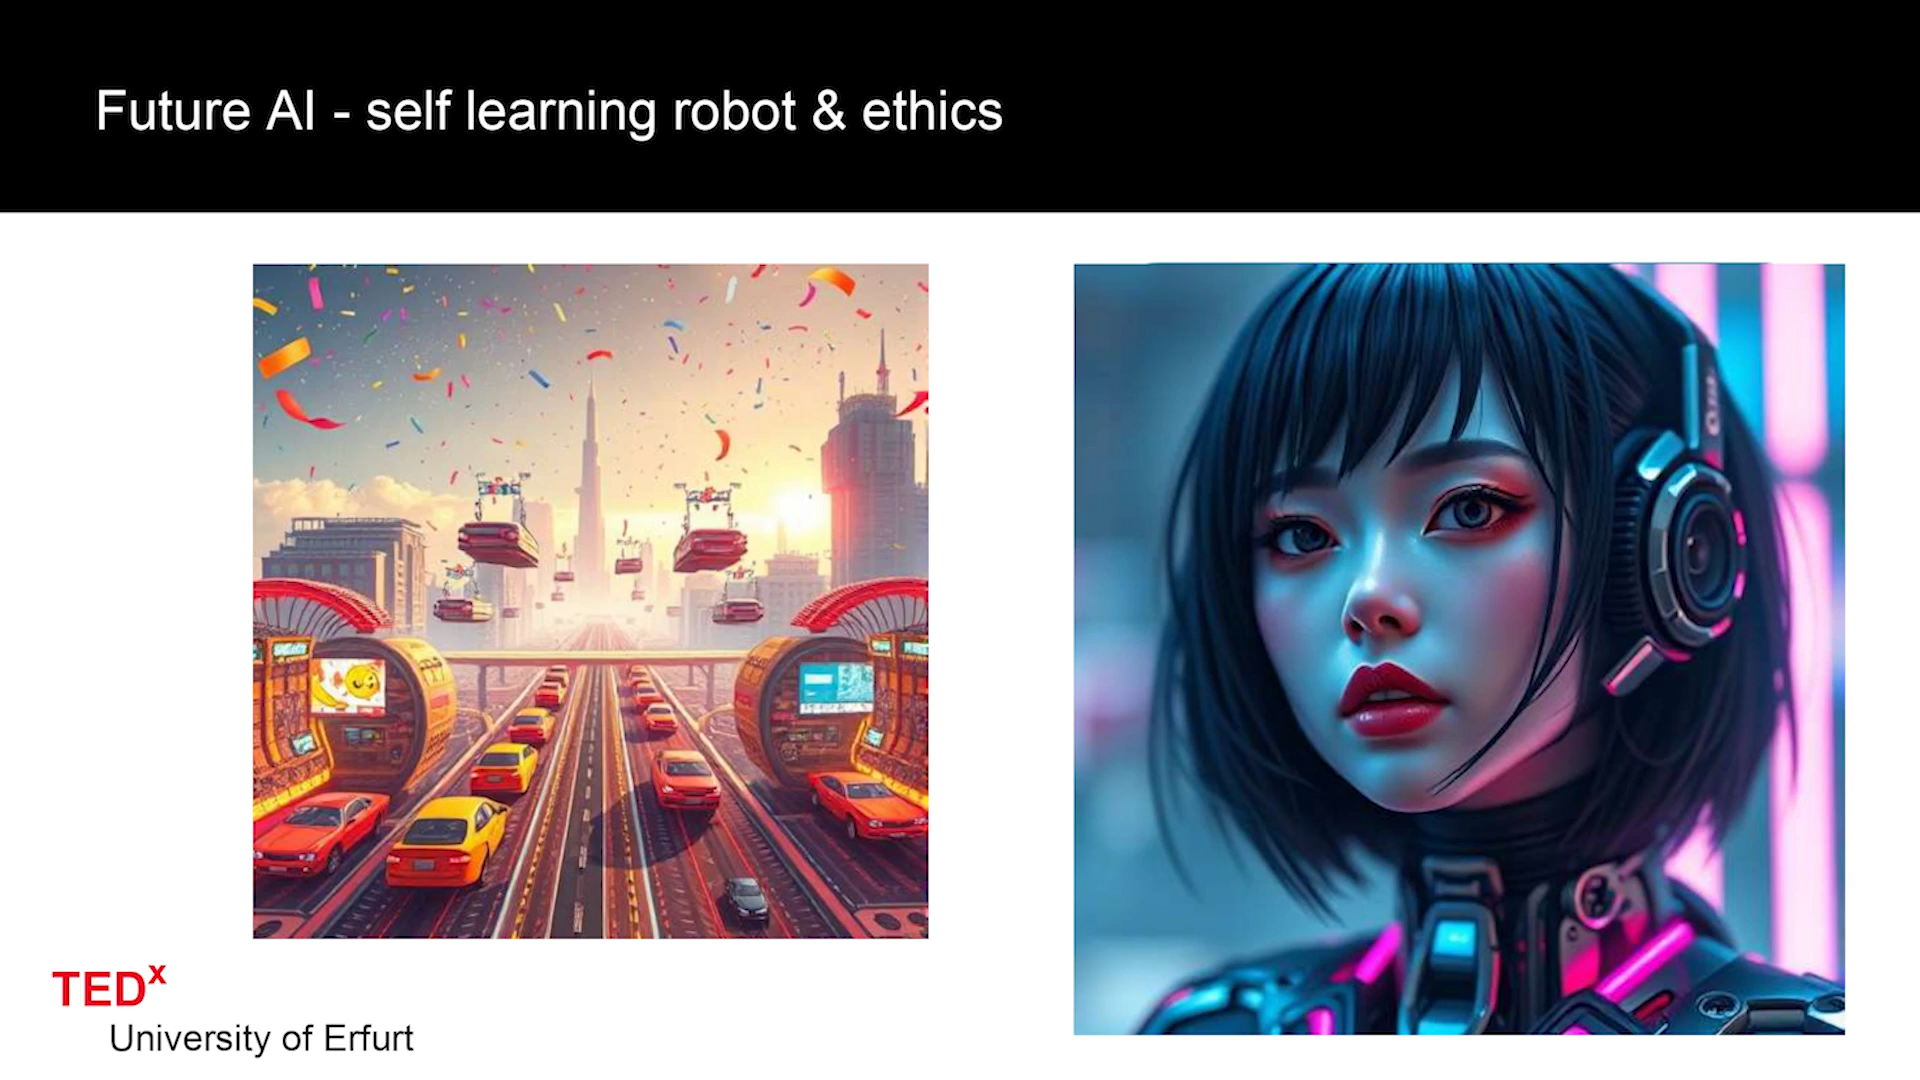 Future AI - self learning robot & ethics
TEDx
University of Erfurt